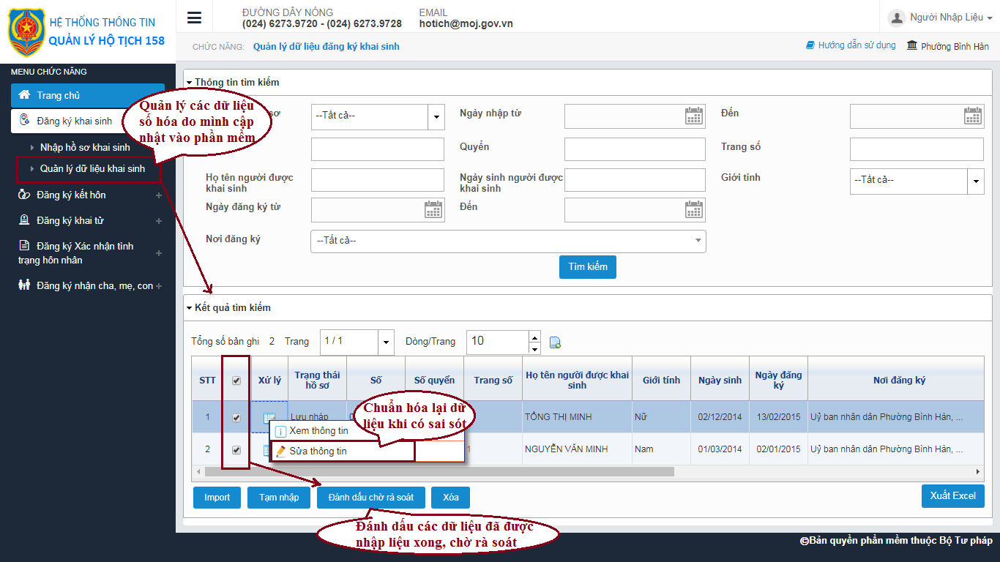 HỆ THỐNG THÔNG TIN
QUẢN LÝ HỘ TỊCH 158
ĐƯỜNG DÂY NÓNG
(024) 6273.9720 - (024) 6273.9728
EMAIL
hotich@moj.gov.vn
Người Nhập Liệu
CHỨC NĂNG: Quản lý dữ liệu đăng ký khai sinh
Hướng dẫn sử dụng
Phường Bình Hàn
MENU CHỨC NĂNG
Trang chủ
Đăng ký khai sinh
Nhập hồ sơ khai sinh
Quản lý dữ liệu khai sinh
Đăng ký kết hôn
Đăng ký khai tử
Đăng ký Xác nhận tình
trạng hôn nhân
Đăng ký nhận cha, mẹ, con
Quản lý các dữ liệu
số hóa do mình cập
nhật vào phần mềm
Thông tin tìm kiếm
sơ
--Tất cả--
Ngày nhập từ
Đến
Quyển
Trang số
Họ tên người được
khai sinh
Ngày sinh người được
khai sinh
Giới tính
--Tất cả--
Ngày đăng ký từ
Đến
Nơi đăng ký
--Tất cả--
Tìm kiếm
Kết quả tìm kiếm
Tổng số bản ghi 2 Trang 1 / 1 Dòng/Trang 10
STT Xử lý Trạng thái hồ sơ Số Số quyển Trang số Họ tên người được khai sinh Giới tính Ngày sinh Ngày đăng ký Nơi đăng ký
1 Lưu nháp TỐNG THỊ MINH Nữ 02/12/2014 13/02/2015 Uỷ ban nhân dân Phường Bình Hàn, ...
2 1 NGUYỄN VĂN MINH Nam 01/03/2014 02/01/2015 Uỷ ban nhân dân Phường Bình Hàn, ...
Xem thông tin
Sửa thông tin
Chuẩn hóa lại dữ
liệu khi có sai sót
Import
Tạm nhập
Đánh dấu chờ rà soát
Xóa
Xuất Excel
Đánh dấu các dữ liệu đã được
nhập liệu xong, chờ rà soát
©Bản quyền phần mềm thuộc Bộ Tư pháp